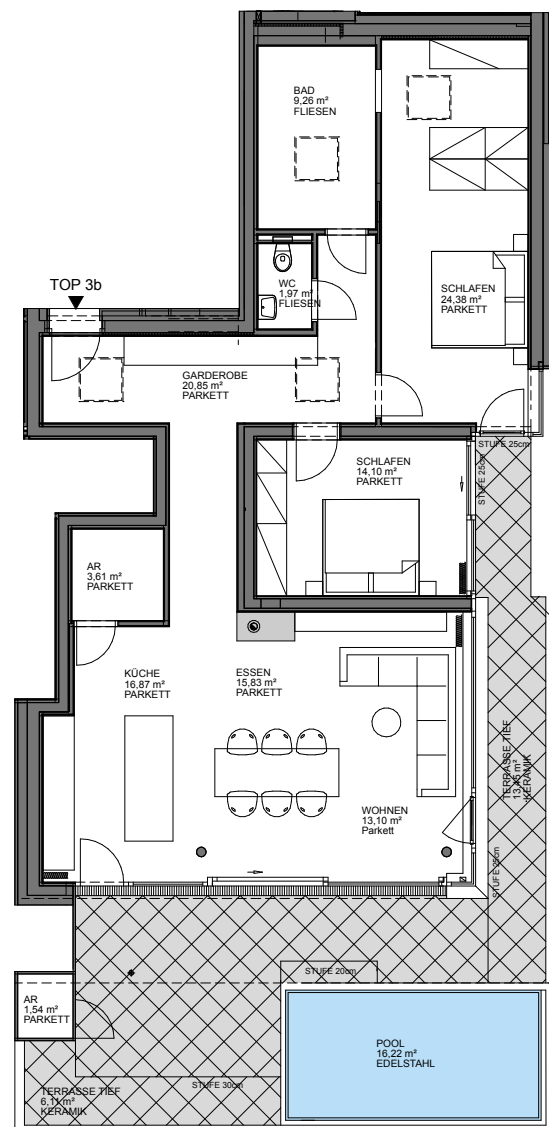 BAD
9,26 m²
FLIESEN
TOP 3b
WC
1,97 m²
FLIESEN
SCHLAFEN
24,38 m²
PARKETT
GARDEROBE
20,85 m²
PARKETT
STUFE 25cm
STUFE 25cm
SCHLAFEN
14,10 m²
PARKETT
AR
3,61 m²
PARKETT
KÜCHE
16,87 m²
PARKETT
ESSEN
15,83 m²
PARKETT
WOHNEN
13,10 m²
Parkett
TERRASSE TIEF
m²
KERAMIK
STUFE 25cm
STUFE 20cm
AR
1,54 m²
PARKETT
POOL
16,22 m²
EDELSTAHL
STUFE 30cm
TERRASSE TIEF
6,11 m²
KERAMIK